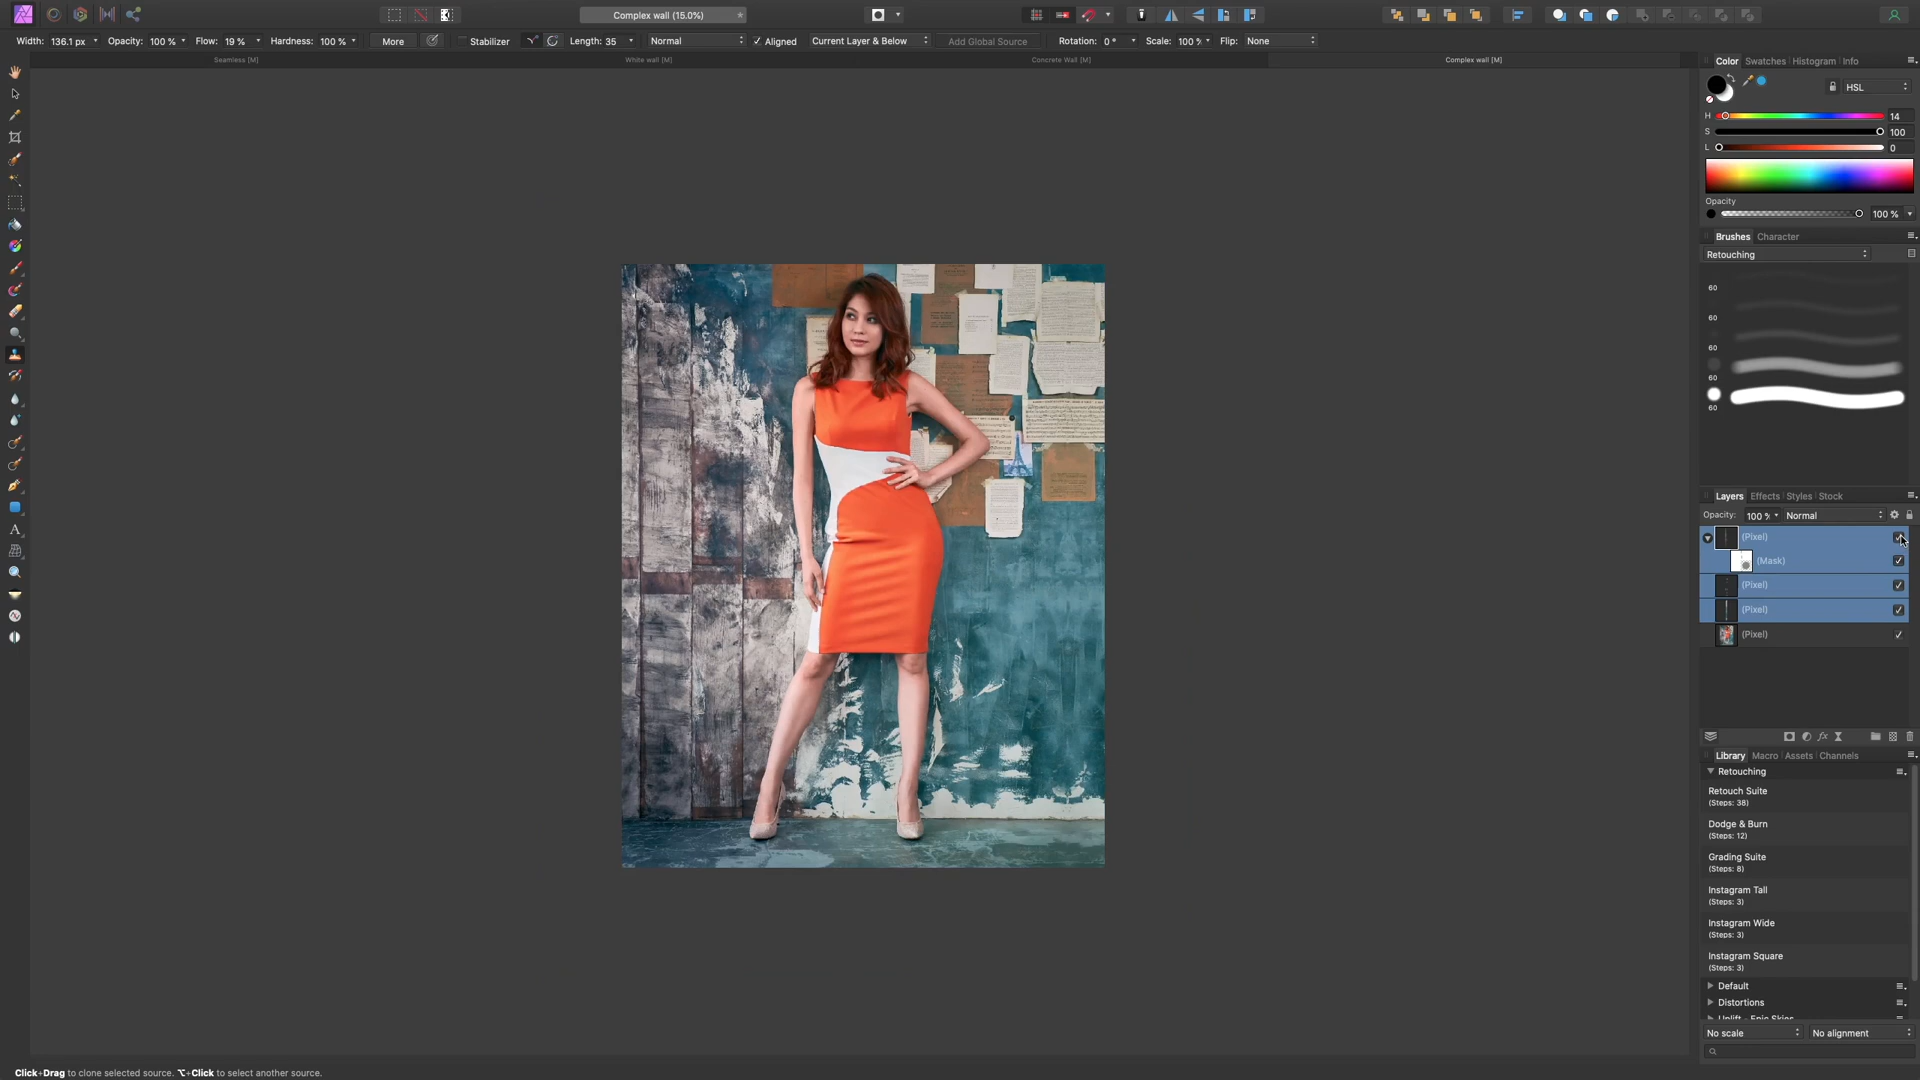 Complex wall (15.0%)
Width: 136.1 px Opacity: 100 % Flow: 19 % Hardness: 100 % More Stabilizer Length: 35 Normal Aligned Current Layer & Below Add Global Source Rotation: 0 ° Scale: 100 % Flip: None
Seamless [M] White wall [M] Concrete Wall [M] Complex wall [M]
Color Swatches Histogram Info
HSL
H 14
S 100
L 0
Opacity
100 %
Brushes Character
Retouching
60
60
60
60
60
Layers Effects Styles Stock
Opacity: 100 % Normal
(Pixel)
(Mask)
(Pixel)
(Pixel)
(Pixel)
Library Macro Assets Channels
Retouching
Retouch Suite
(Steps: 38)
Dodge & Burn
(Steps: 12)
Grading Suite
(Steps: 8)
Instagram Tall
(Steps: 3)
Instagram Wide
(Steps: 3)
Instagram Square
(Steps: 3)
Default
Distortions
Uplift - Epic Skies
No scale No alignment
Click+Drag to clone selected source. ⌥+Click to select another source.